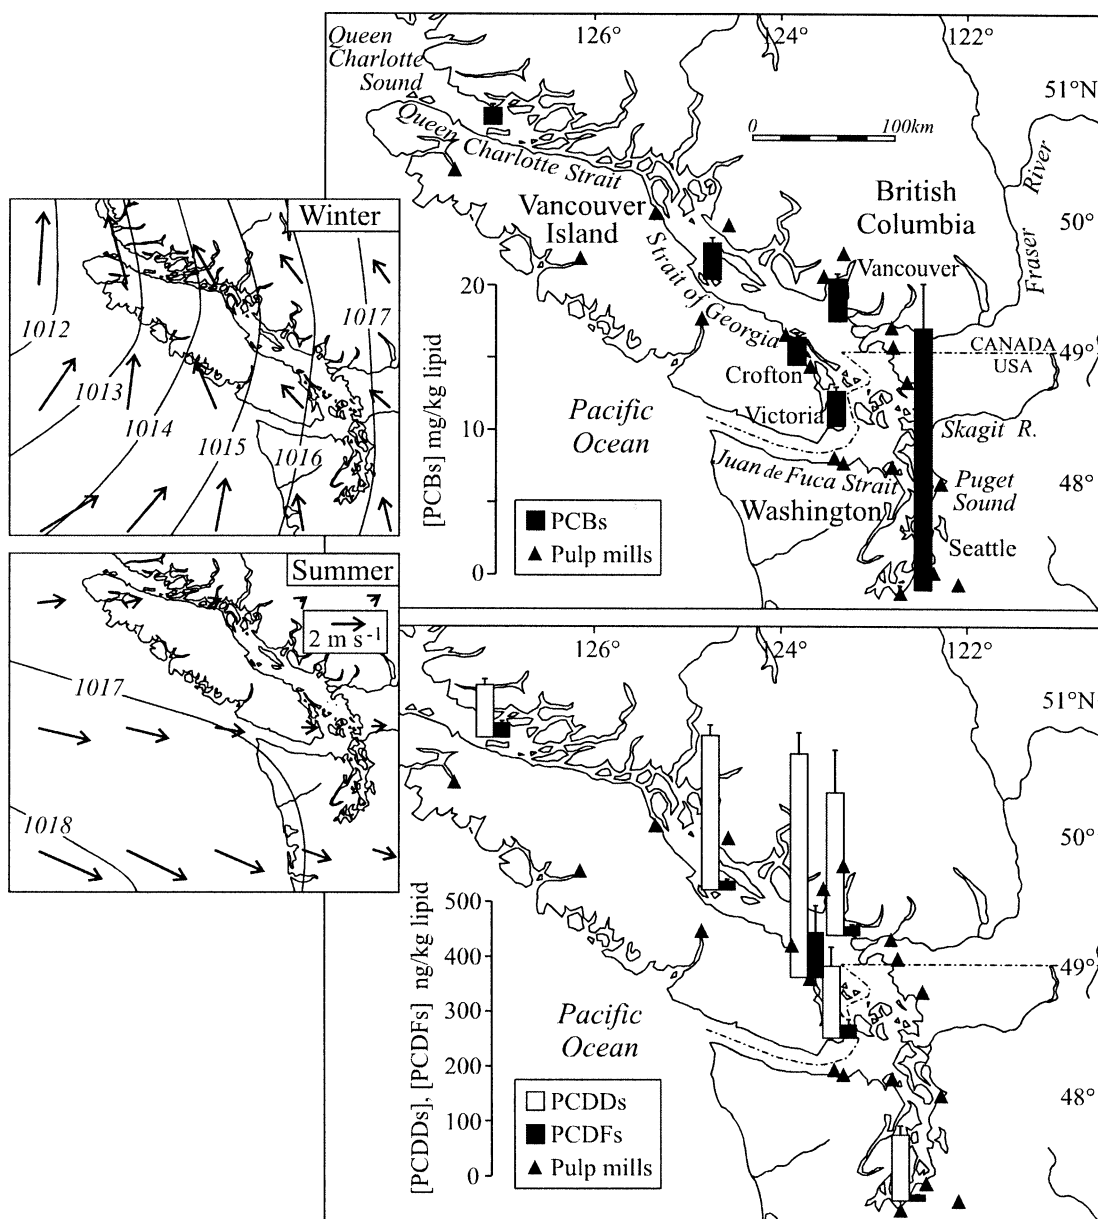 126°
124°
122°
Queen
Charlotte
Sound
51°N
Queen Charlotte Strait
0
100km
River
Fraser
British
Columbia
Vancouver
Island
50°
Strait of Georgia
Vancouver
CANADA
USA
49°
Crofton
Victoria
Pacific
Ocean
Skagit R.
Juan de Fuca Strait
Puget
Sound
48°
Washington
Seattle
[PCBs] mg/kg lipid
20
10
0
PCBs
Pulp mills
Winter
1012
1013
1014
1015
1016
1017
Summer
2 m s-1
1017
1018
126°
124°
122°
51°N
50°
49°
48°
Pacific
Ocean
[PCDDs], [PCDFs] ng/kg lipid
500
400
300
200
100
0
PCDDs
PCDFs
Pulp mills